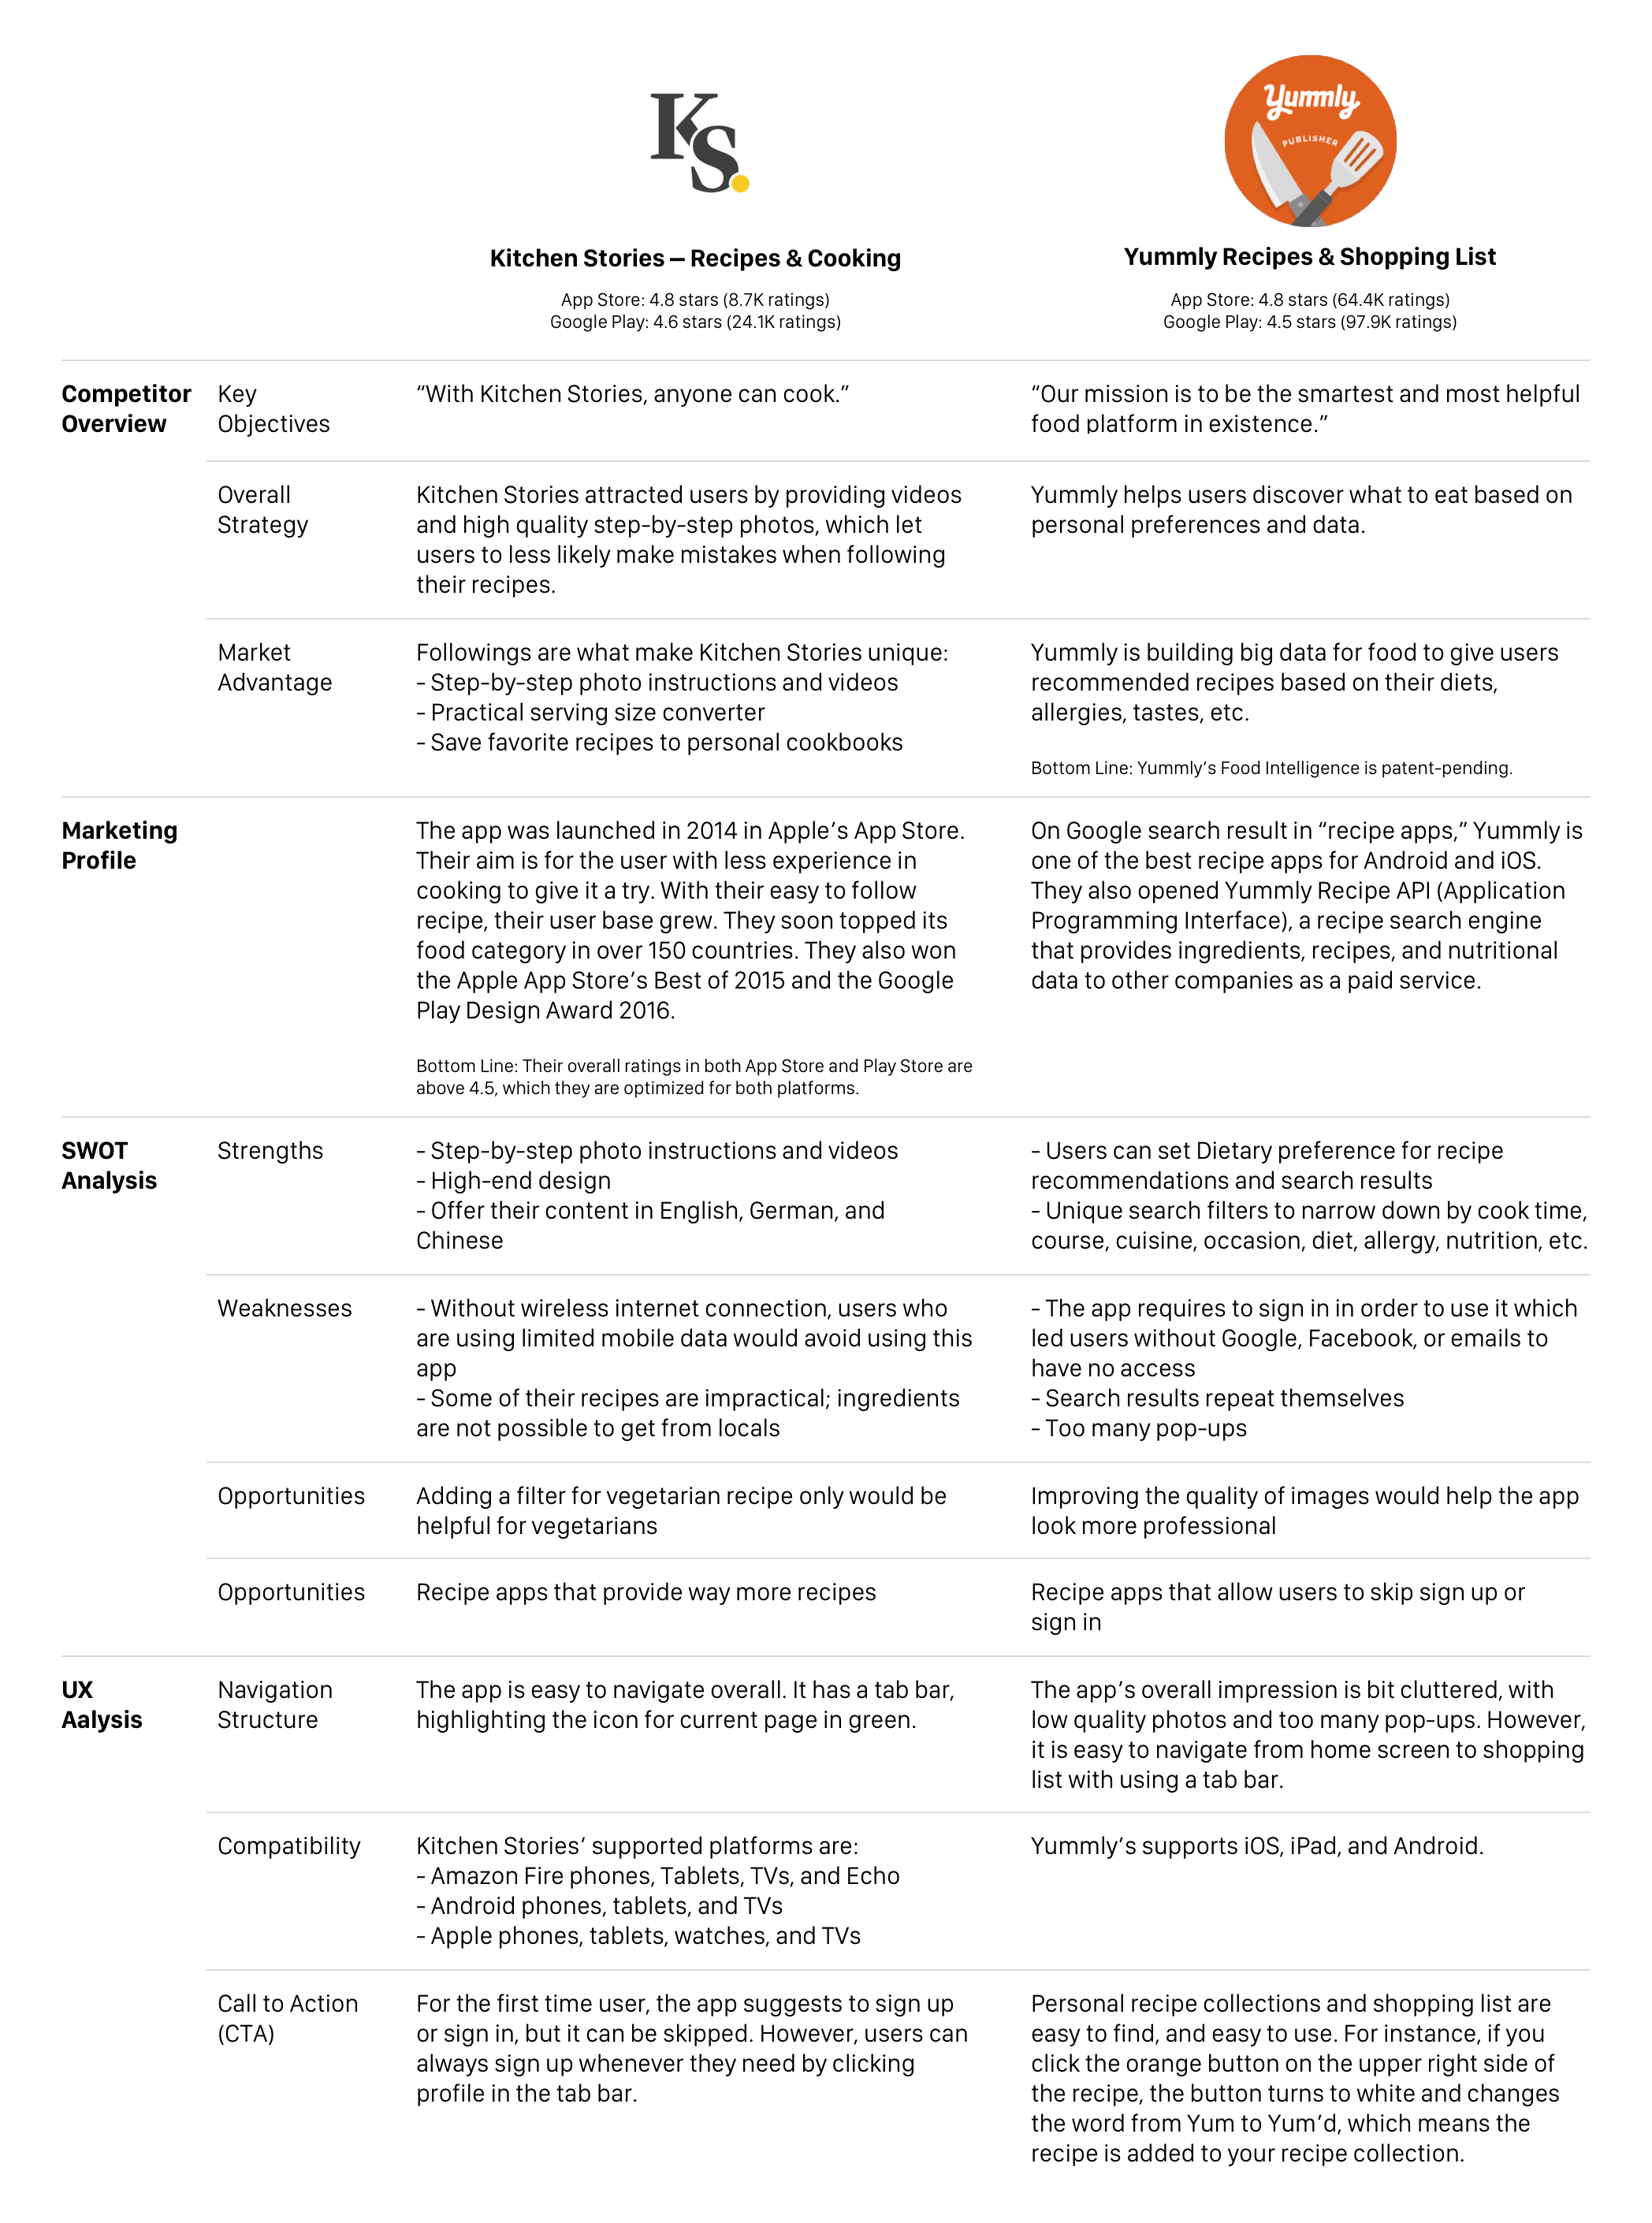 KS.
Yummly
PUBLISHER
Kitchen Stories – Recipes & Cooking
App Store: 4.8 stars (8.7K ratings)
Google Play: 4.6 stars (24.1K ratings)
Yummly Recipes & Shopping List
App Store: 4.8 stars (64.4K ratings)
Google Play: 4.5 stars (97.9K ratings)
Competitor
Overview
Key
Objectives
“With Kitchen Stories, anyone can cook.”
“Our mission is to be the smartest and most helpful
food platform in existence.”
Overall
Strategy
Kitchen Stories attracted users by providing videos
and high quality step-by-step photos, which let
users to less likely make mistakes when following
their recipes.
Yummly helps users discover what to eat based on
personal preferences and data.
Market
Advantage
Followings are what make Kitchen Stories unique:
- Step-by-step photo instructions and videos
- Practical serving size converter
- Save favorite recipes to personal cookbooks
Yummly is building big data for food to give users
recommended recipes based on their diets,
allergies, tastes, etc.
Bottom Line: Yummly’s Food Intelligence is patent-pending.
Marketing
Profile
The app was launched in 2014 in Apple’s App Store.
Their aim is for the user with less experience in
cooking to give it a try. With their easy to follow
recipe, their user base grew. They soon topped its
food category in over 150 countries. They also won
the Apple App Store’s Best of 2015 and the Google
Play Design Award 2016.
Bottom Line: Their overall ratings in both App Store and Play Store are
above 4.5, which they are optimized for both platforms.
On Google search result in “recipe apps,” Yummly is
one of the best recipe apps for Android and iOS.
They also opened Yummly Recipe API (Application
Programming Interface), a recipe search engine
that provides ingredients, recipes, and nutritional
data to other companies as a paid service.
SWOT
Analysis
Strengths
- Step-by-step photo instructions and videos
- High-end design
- Offer their content in English, German, and
Chinese
- Users can set Dietary preference for recipe
recommendations and search results
- Unique search filters to narrow down by cook time,
course, cuisine, occasion, diet, allergy, nutrition, etc.
Weaknesses
- Without wireless internet connection, users who
are using limited mobile data would avoid using this
app
- Some of their recipes are impractical; ingredients
are not possible to get from locals
- The app requires to sign in in order to use it which
led users without Google, Facebook, or emails to
have no access
- Search results repeat themselves
- Too many pop-ups
Opportunities
Adding a filter for vegetarian recipe only would be
helpful for vegetarians
Improving the quality of images would help the app
look more professional
Opportunities
Recipe apps that provide way more recipes
Recipe apps that allow users to skip sign up or
sign in
UX
Aalysis
Navigation
Structure
The app is easy to navigate overall. It has a tab bar,
highlighting the icon for current page in green.
The app’s overall impression is bit cluttered, with
low quality photos and too many pop-ups. However,
it is easy to navigate from home screen to shopping
list with using a tab bar.
Compatibility
Kitchen Stories’ supported platforms are:
- Amazon Fire phones, Tablets, TVs, and Echo
- Android phones, tablets, and TVs
- Apple phones, tablets, watches, and TVs
Yummly’s supports iOS, iPad, and Android.
Call to Action
(CTA)
For the first time user, the app suggests to sign up
or sign in, but it can be skipped. However, users can
always sign up whenever they need by clicking
profile in the tab bar.
Personal recipe collections and shopping list are
easy to find, and easy to use. For instance, if you
click the orange button on the upper right side of
the recipe, the button turns to white and changes
the word from Yum to Yum’d, which means the
recipe is added to your recipe collection.